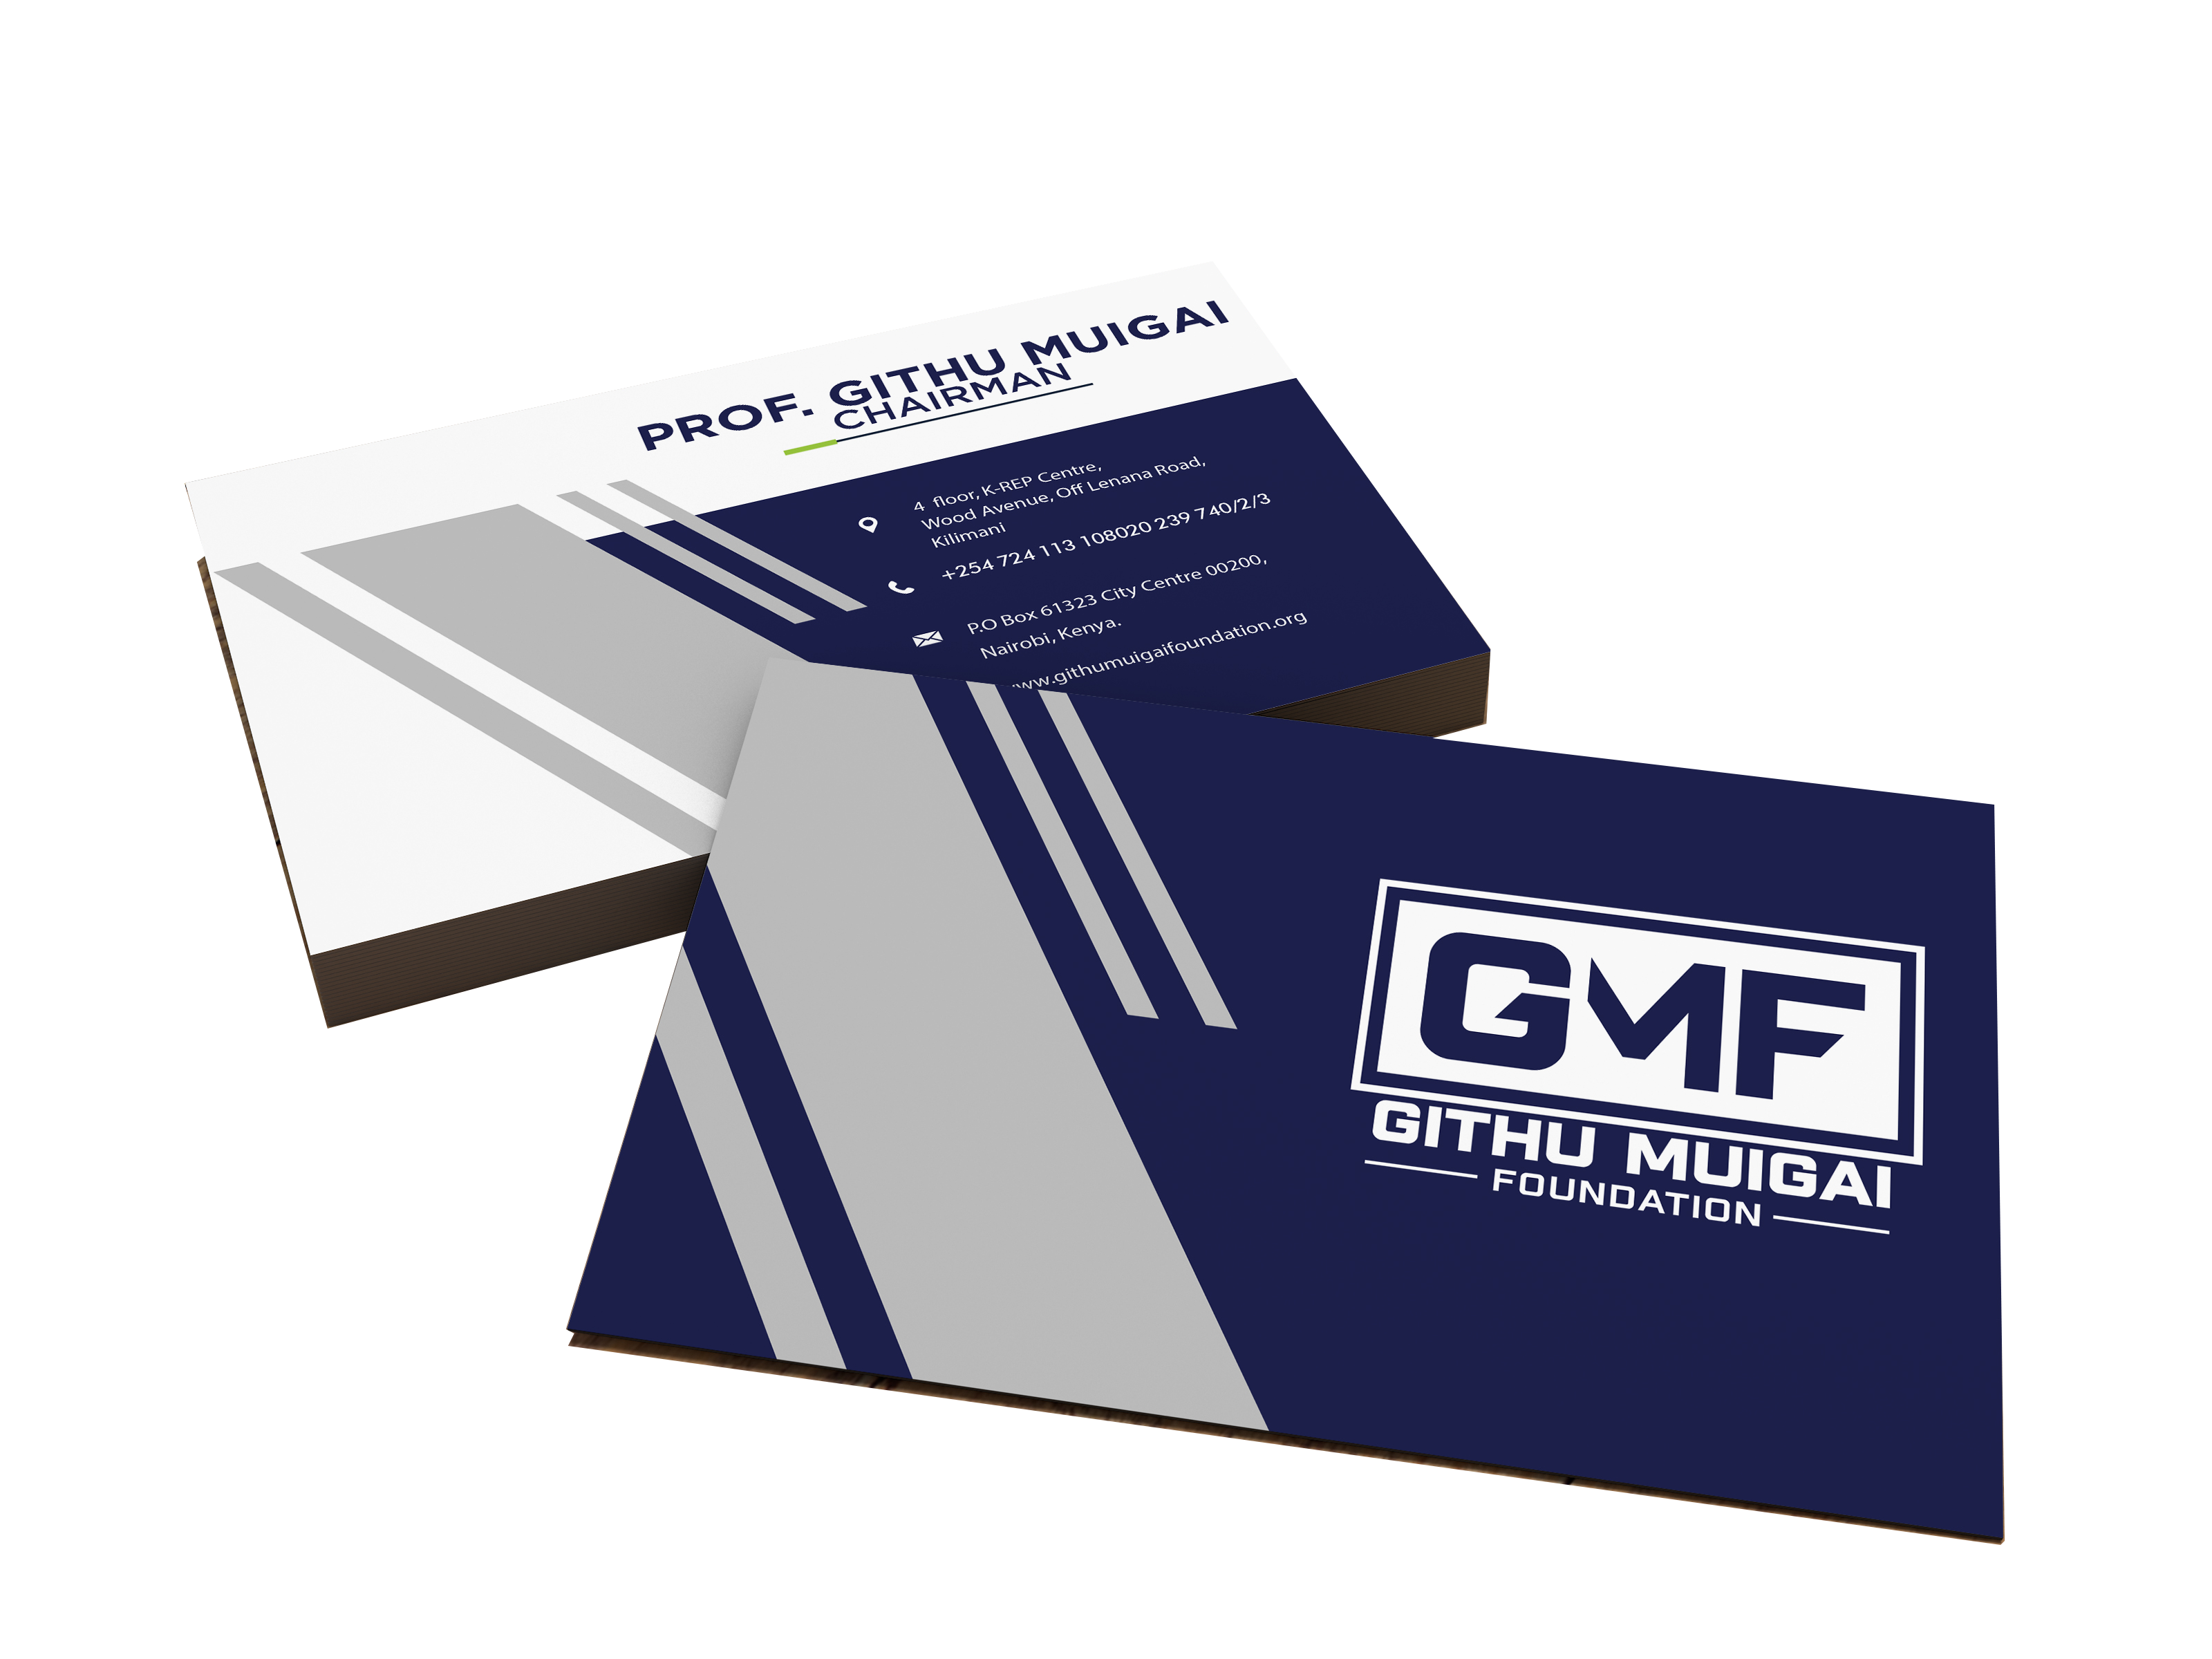 PROF. GITHU MUIGAI
CHAIRMAN
4 floor, K-REP Centre,
Wood Avenue, Off Lenana Road,
Kilimani
+254 724 113 108020 239 740/2/3
P.O Box 61323 City Centre 00200,
Nairobi, Kenya.
ww.githumuigaifoundation.org
GMF
GITHU MUIGAI
FOUNDATION